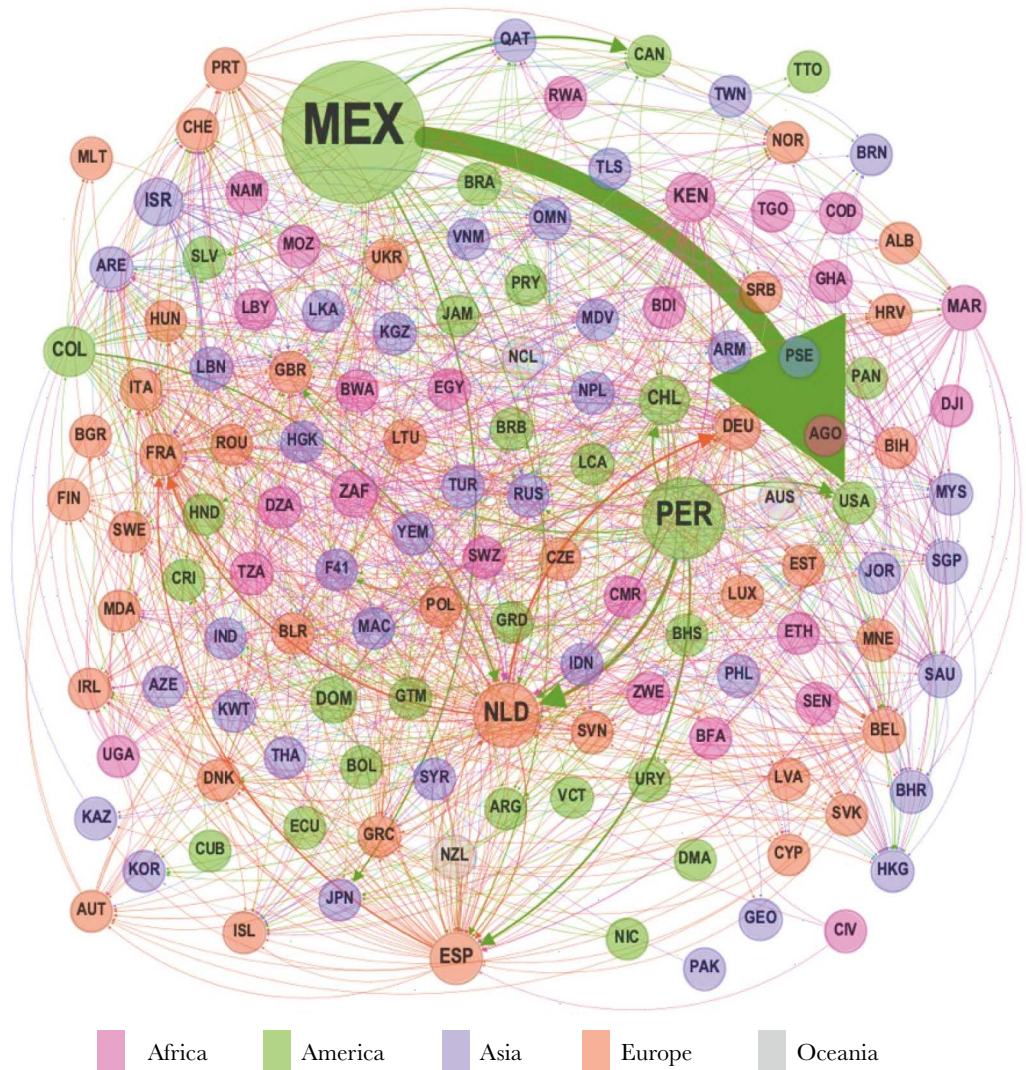 QAT
CAN
PRT
TTO
RWA
TWN
MEX
CHE
NOR
MLT
BRN
TLS
BRA
NAM
ISR
KEN
TGO
COD
OMN
VNM
MOZ
ALB
SLV
UKR
ARE
PRY
SRB
GHA
LBY
LKA
BDI
MAR
HRV
JAM
MDV
HUN
KGZ
COL
NCL
ARM
PSE
LBN
GBR
PAN
ITA
BWA
EGY
NPL
CHL
DJI
BRB
DEU
BGR
FRA
ROU
HGK
LTU
AGO
BIH
LCA
TUR
RUS
ZAF
MYS
FIN
AUS
USA
DZA
HND
PER
SWE
YEM
SWZ
CZE
SGP
EST
JOR
F41
TZA
CRI
CMR
LUX
POL
MDA
GRD
MAC
BLR
IND
BHS
ETH
MNE
IDN
PHL
SAU
IRL
AZE
ZWE
DOM
GTM
SEN
KWT
NLD
SVN
BEL
BFA
UGA
THA
BOL
DNK
SYR
URY
LVA
BHR
VCT
ARG
SVK
KAZ
ECU
GRC
CUB
NZL
CYP
DMA
KOR
HKG
JPN
AUT
GEO
ISL
CIV
NIC
ESP
PAK
Africa
America
Asia
Europe
Oceania